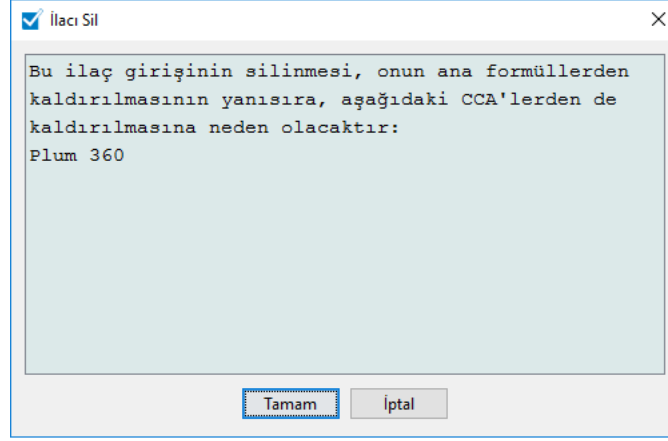 İlacı Sil
Bu ilaç girişinin silinmesi, onun ana formüllerden
kaldırılmasının yanısıra, aşağıdaki CCA'lerden de
kaldırılmasına neden olacaktır:
Plum 360
Tamam İptal